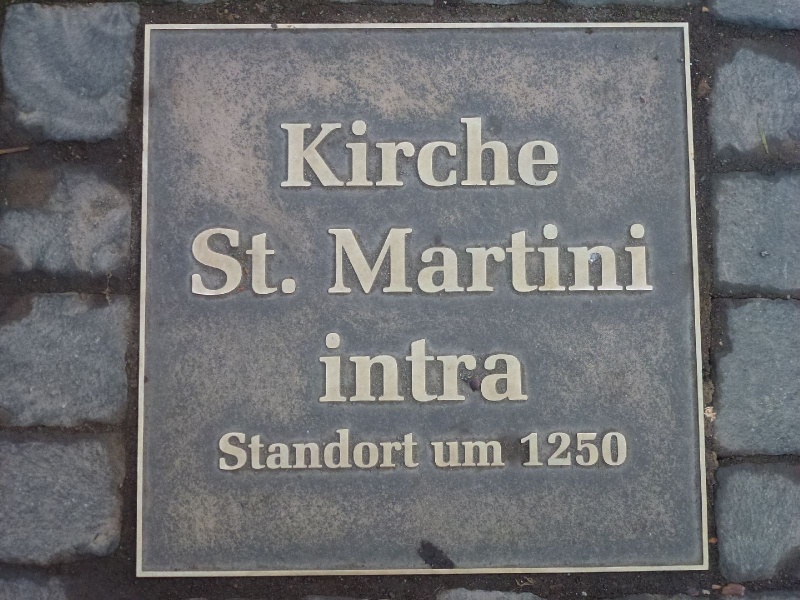 Kirche
St. Martini
intra
Standort um 1250